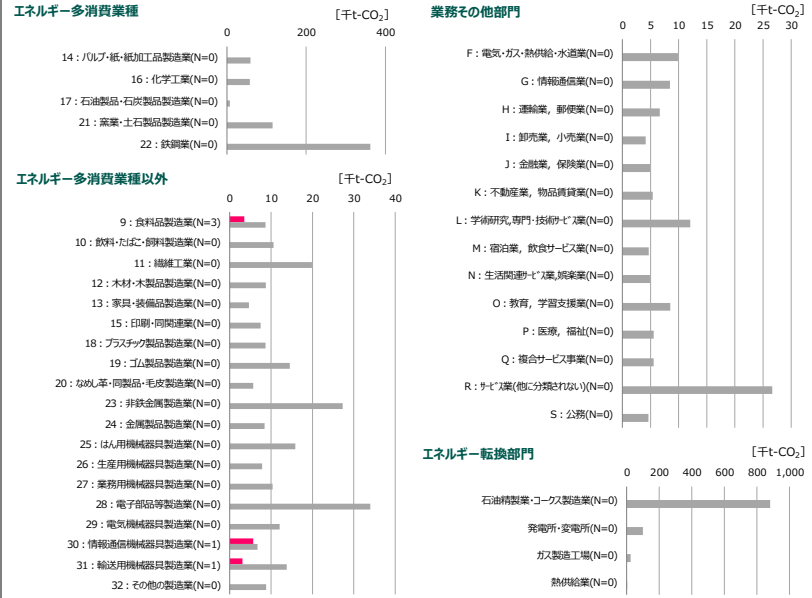 エネルギー多消費業種
[千t-CO₂]
0 200 400
14：パルプ・紙・紙加工品製造業(N=0)
16：化学工業(N=0)
17：石油製品・石炭製品製造業(N=0)
21：窯業・土石製品製造業(N=0)
22：鉄鋼業(N=0)
エネルギー多消費業種以外
[千t-CO₂]
0 10 20 30 40
9：食料品製造業(N=3)
10：飲料・たばこ・飼料製造業(N=0)
11：繊維工業(N=0)
12：木材・木製品製造業(N=0)
13：家具・装備品製造業(N=0)
15：印刷・同関連業(N=0)
18：プラスチック製品製造業(N=0)
19：ゴム製品製造業(N=0)
20：なめし革・同製品・毛皮製造業(N=0)
23：非鉄金属製造業(N=0)
24：金属製品製造業(N=0)
25：はん用機械器具製造業(N=0)
26：生産用機械器具製造業(N=0)
27：業務用機械器具製造業(N=0)
28：電子部品等製造業(N=0)
29：電気機械器具製造業(N=0)
30：情報通信機械器具製造業(N=1)
31：輸送用機械器具製造業(N=1)
32：その他の製造業(N=0)
業務その他部門
[千t-CO₂]
0 5 10 15 20 25 30
F：電気・ガス・熱供給・水道業(N=0)
G：情報通信業(N=0)
H：運輸業，郵便業(N=0)
I：卸売業，小売業(N=0)
J：金融業，保険業(N=0)
K：不動産業，物品賃貸業(N=0)
L：学術研究,専門・技術サービス業(N=0)
M：宿泊業，飲食サービス業(N=0)
N：生活関連サービス業,娯楽業(N=0)
O：教育，学習支援業(N=0)
P：医療，福祉(N=0)
Q：複合サービス事業(N=0)
R：サービス業(他に分類されない)(N=0)
S：公務(N=0)
エネルギー転換部門
[千t-CO₂]
0 200 400 600 800 1,000
石油精製業・コークス製造業(N=0)
発電所・変電所(N=0)
ガス製造工場(N=0)
熱供給業(N=0)